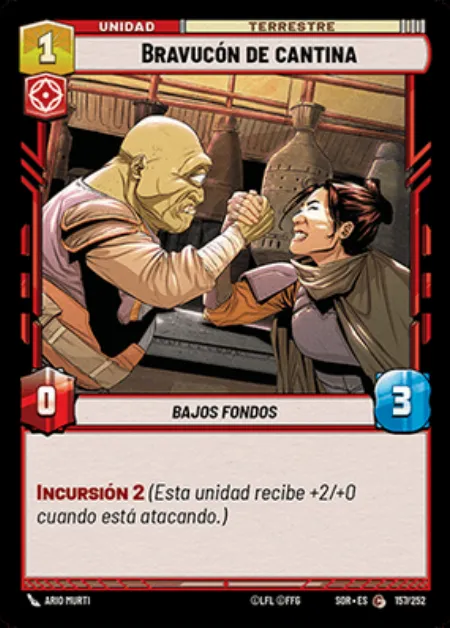 UNIDAD
TERRESTRE
1
BRAVUCÓN DE CANTINA
0
BAJOS FONDOS
3
INCURSIÓN 2 (Esta unidad recibe +2/+0
cuando está atacando.)
ARIO MURTI
©LFL ©FFG
SOR • ES C 157/252